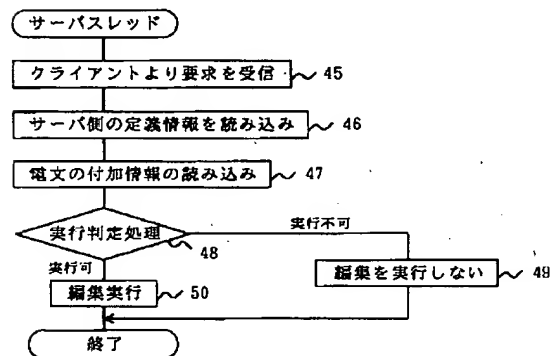 サーバスレッド
クライアントより要求を受信 45
サーバ側の定義情報を読み込み 46
電文の付加情報の読み込み 47
実行判定処理 48
実行不可
実行可
編集を実行しない 49
編集実行 50
終了